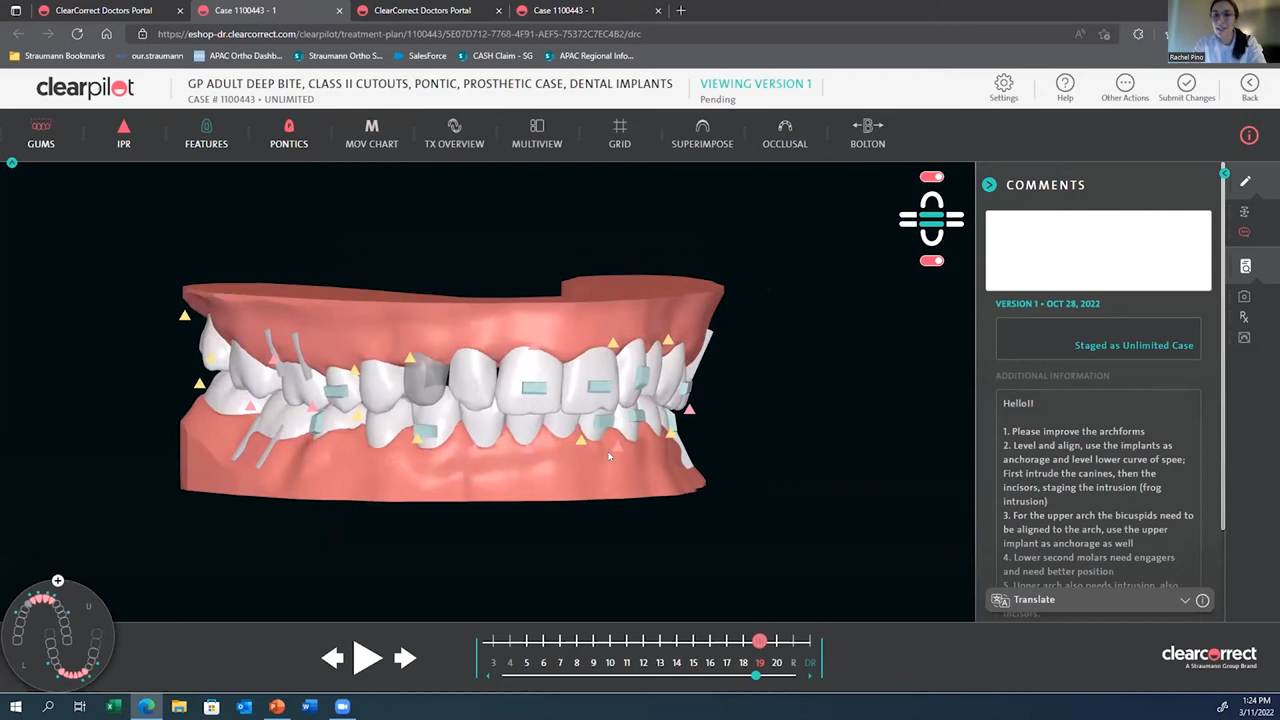 ClearCorrect Doctors Portal
Case 1100443 - 1
ClearCorrect Doctors Portal
Case 1100443 - 1
https://eshop-dr.clearcorrect.com/clearpilot/treatment-plan/1100443/5E07D712-7768-4F91-AEF5-75372C7EC4B2/drc
Straumann Bookmarks
our.straumann
APAC Ortho Dashb...
Straumann Ortho S...
SalesForce
CASH Claim - SG
APAC Regional Info...
Rachel Pino
clearpilot
GP ADULT DEEP BITE, CLASS II CUTOUTS, PONTIC, PROSTHETIC CASE, DENTAL IMPLANTS
CASE # 1100443 • UNLIMITED
VIEWING VERSION 1
Pending
Settings
Help
Other Actions
Submit Changes
Back
GUMS
IPR
FEATURES
PONTICS
M
MOV CHART
TX OVERVIEW
MULTIVIEW
GRID
SUPERIMPOSE
OCCLUSAL
B
BOLTON
COMMENTS
VERSION 1 • OCT 28, 2022
Staged as Unlimited Case
ADDITIONAL INFORMATION
Hello!!
1. Please improve the archforms
2. Level and align, use the implants as
anchorage and level lower curve of spee;
First intrude the canines, then the
incisors, staging the intrusion (frog
intrusion)
3. For the upper arch the bicuspids need to
be aligned to the arch, use the upper
implant as anchorage as well
4. Lower second molars need engagers
and need better position
5. Upper arch also needs intrusion, also
Translate
incisors.
Rx
U
L
3 4 5 6 7 8 9 10 11 12 13 14 15 16 17 18 19 20 R DR
clearcorrect
A Straumann Group Brand
1:24 PM
3/11/2022